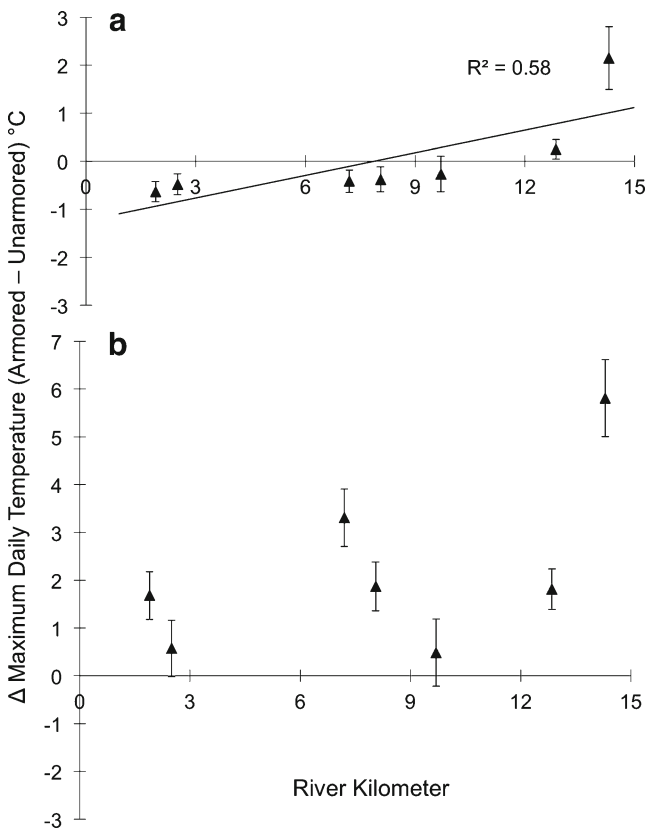 Δ Maximum Daily Temperature (Armored – Unarmored) °C
a
3
2
1
0
-1
-2
-3
0 3 6 9 12 15
R² = 0.58
b
7
6
5
4
3
2
1
0
-1
-2
-3
0 3 6 9 12 15
River Kilometer